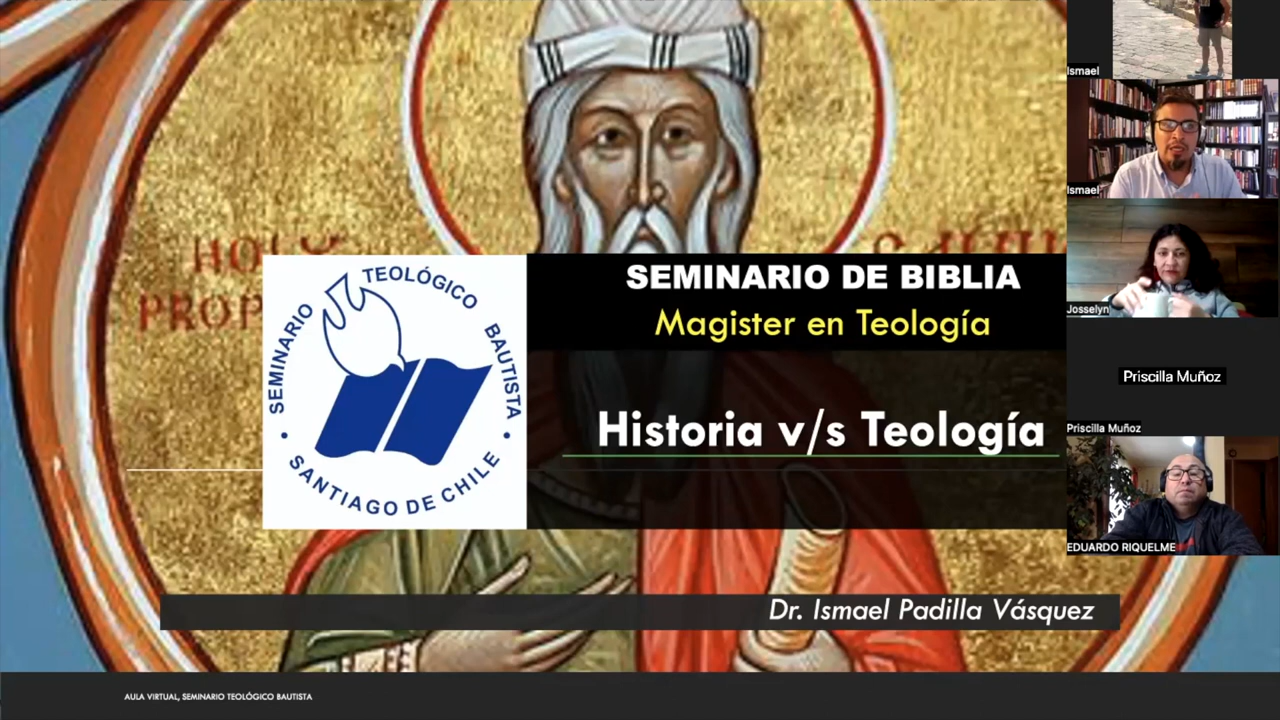 SEMINARIO TEOLÓGICO BAUTISTA
• SANTIAGO DE CHILE •
SEMINARIO DE BIBLIA
Magister en Teología
Historia v/s Teología
Dr. Ismael Padilla Vásquez
AULA VIRTUAL, SEMINARIO TEOLÓGICO BAUTISTA
Ismael
Ismael
Josselyn
Priscilla Muñoz
Priscilla Muñoz
EDUARDO RIQUELME